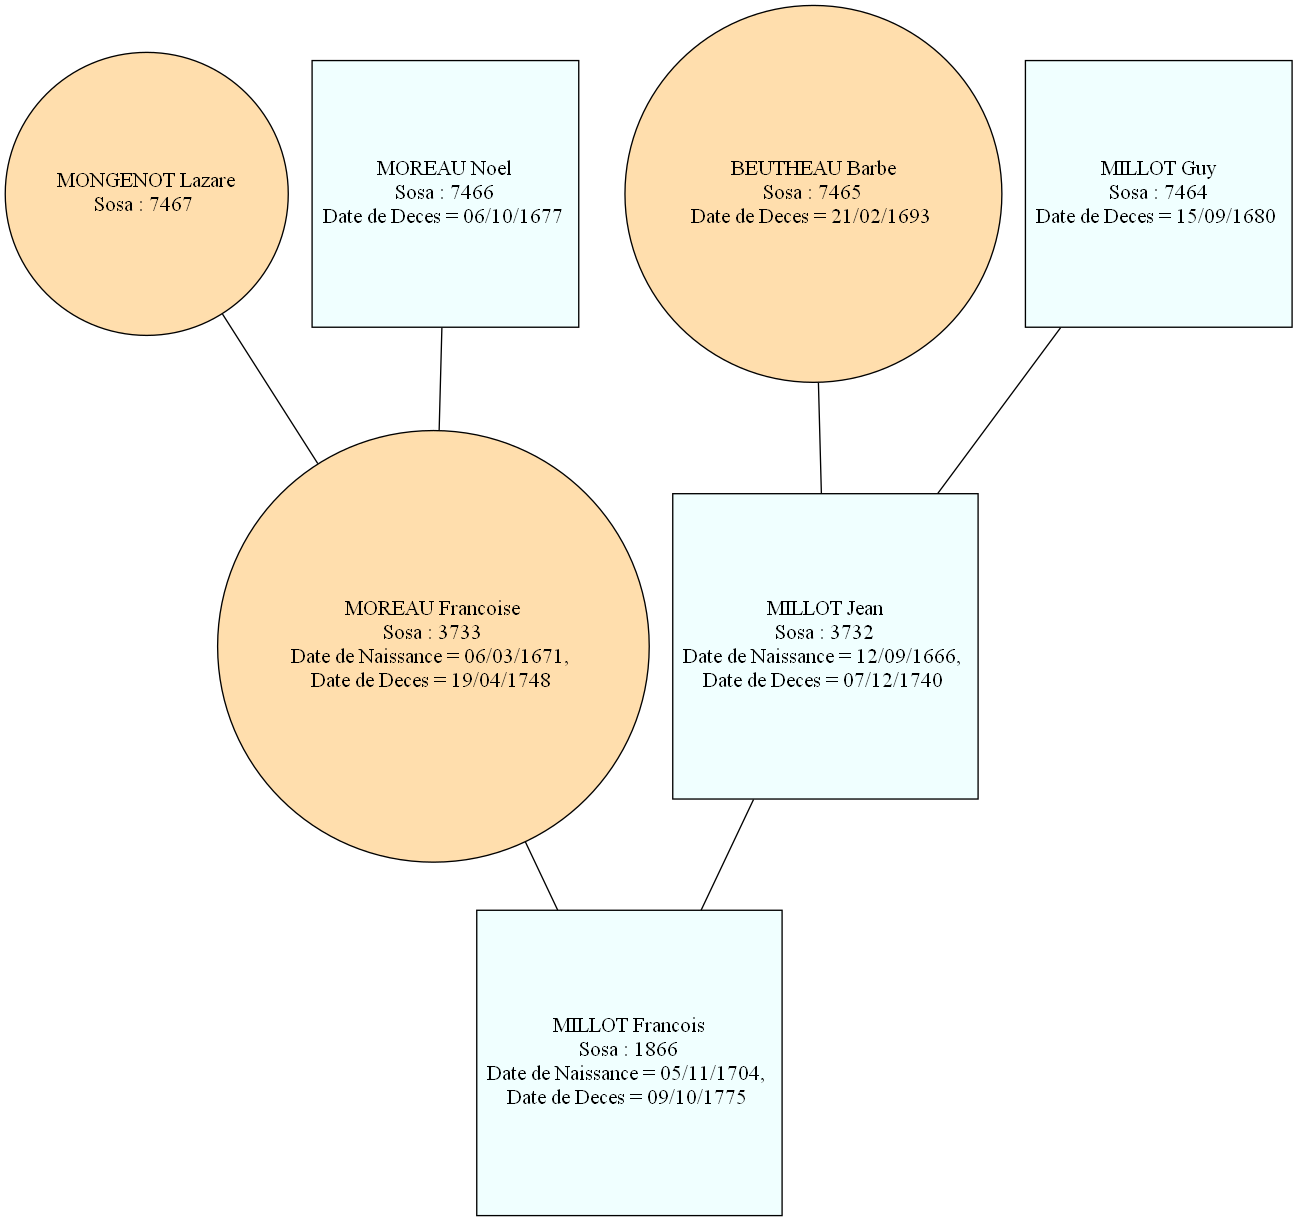 MONGENOT Lazare
Sosa : 7467
MOREAU Noel
Sosa : 7466
Date de Deces = 06/10/1677
BEUTHEAU Barbe
Sosa : 7465
Date de Deces = 21/02/1693
MILLOT Guy
Sosa : 7464
Date de Deces = 15/09/1680
MOREAU Francoise
Sosa : 3733
Date de Naissance = 06/03/1671,
Date de Deces = 19/04/1748
MILLOT Jean
Sosa : 3732
Date de Naissance = 12/09/1666,
Date de Deces = 07/12/1740
MILLOT Francois
Sosa : 1866
Date de Naissance = 05/11/1704,
Date de Deces = 09/10/1775